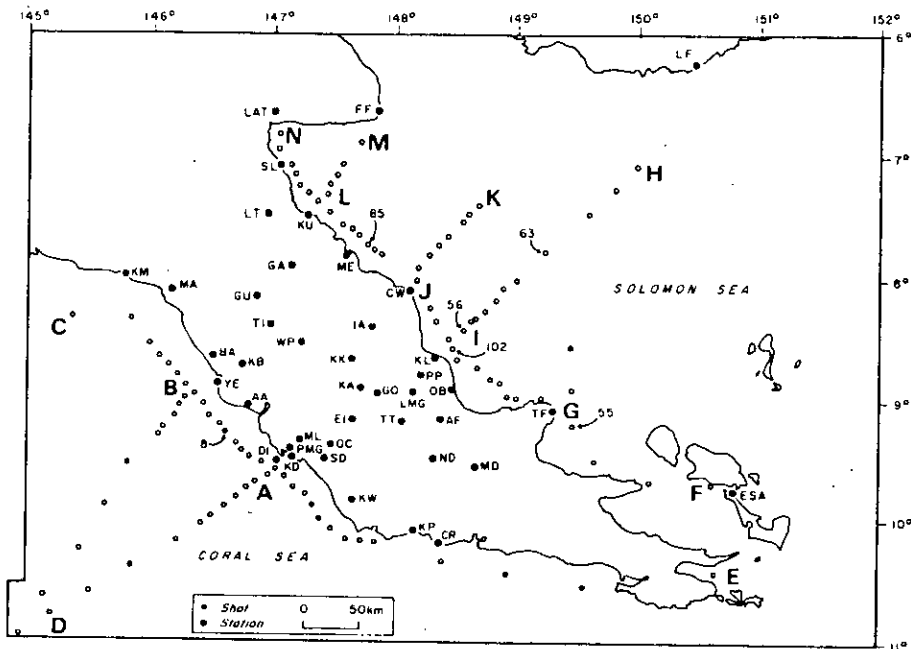 145° 146° 147° 148° 149° 150° 151° 152°
6°
LF
LAT FF
N M
7°
SL H
L K
LT KU 85
63
GA ME
KM
MA CW J 8°
GU SOLOMON SEA
C 56 I
TI IA
WP 102
BR KB KK KL
PP
B YE KA GO OB
AA LMG 9°
EI TT AF TF G 55
8 ML OC
DI PMG ND
KD SD MD
A F ESA
KW
KP 10°
CR
CORAL SEA
E
Shot 0 50km
Station
D
11°